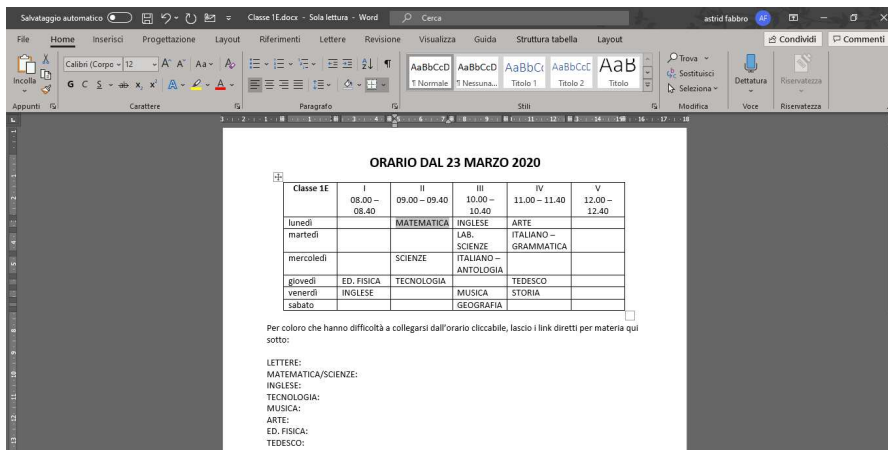 Salvataggio automatico Classe 1E.docx - Sola lettura - Word Cerca astrid fabbro AF
File Home Inserisci Progettazione Layout Riferimenti Lettere Revisione Visualizza Guida Struttura tabella Layout Condividi Commenti
Incolla Calibri (Corpo 12 A A Aa A
G C S ab x₂ x² A A
AaBbCcD AaBbCcD AaBbCc AaBbCcE AaB
¶ Normale ¶ Nessuna... Titolo 1 Titolo 2 Titolo
Trova
Sostituisci
Seleziona
Dettatura Riservatezza
Appunti Carattere Paragrafo Stili Modifica Voce Riservatezza
ORARIO DAL 23 MARZO 2020
Classe 1E I II III IV V
08.00 – 09.00 – 09.40 10.00 – 11.00 – 11.40 12.00 –
08.40 10.40 12.40
lunedì MATEMATICA INGLESE ARTE
martedì LAB. ITALIANO –
SCIENZE GRAMMATICA
mercoledì SCIENZE ITALIANO –
ANTOLOGIA
giovedì ED. FISICA TECNOLOGIA TEDESCO
venerdì INGLESE MUSICA STORIA
sabato GEOGRAFIA
Per coloro che hanno difficoltà a collegarsi dall'orario cliccabile, lascio i link diretti per materia qui
sotto:
LETTERE:
MATEMATICA/SCIENZE:
INGLESE:
TECNOLOGIA:
MUSICA:
ARTE:
ED. FISICA:
TEDESCO: